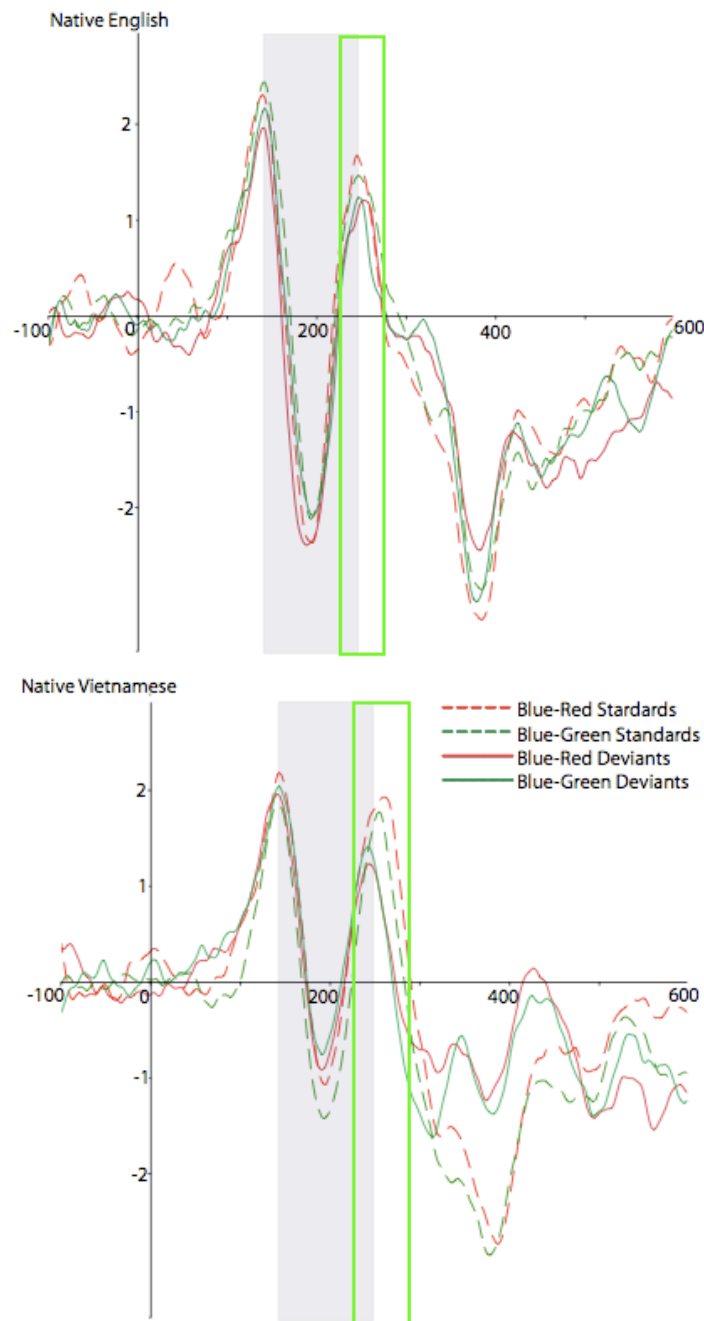 Native English
2
1
-100 0 200 400 600
-1
-2
Native Vietnamese
Blue-Red Stardards
Blue-Green Standards
Blue-Red Deviants
Blue-Green Deviants
2
1
-100 0 200 400 600
-1
-2